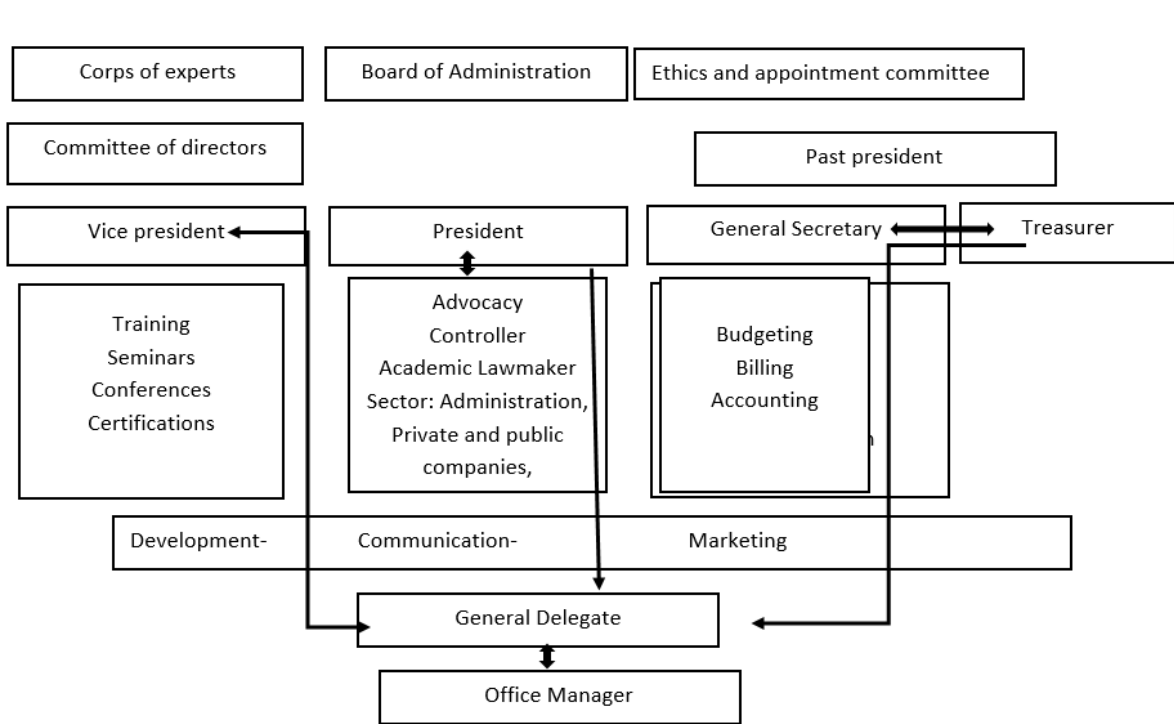 Corps of experts
Board of Administration
Ethics and appointment committee
Committee of directors
Past president
Vice president
President
General Secretary
Treasurer
Training
Seminars
Conferences
Certifications
Advocacy
Controller
Academic Lawmaker
Sector: Administration,
Private and public
companies,
Budgeting
Billing
Accounting
Development-
Communication-
Marketing
General Delegate
Office Manager